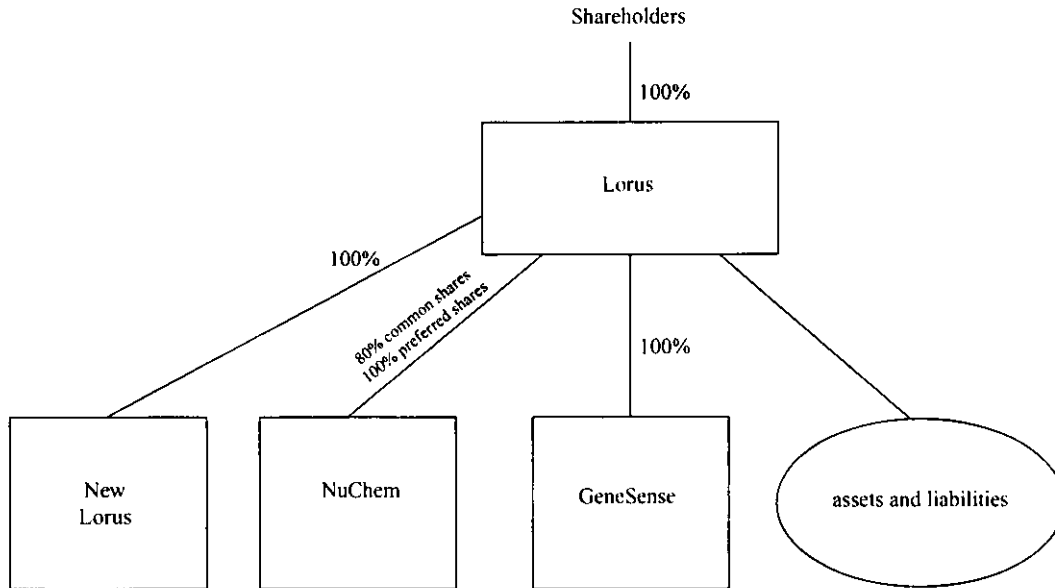 Shareholders
100%
Lorus
100%
80% common shares
100% preferred shares
100%
New
Lorus
NuChem
GeneSense
assets and liabilities